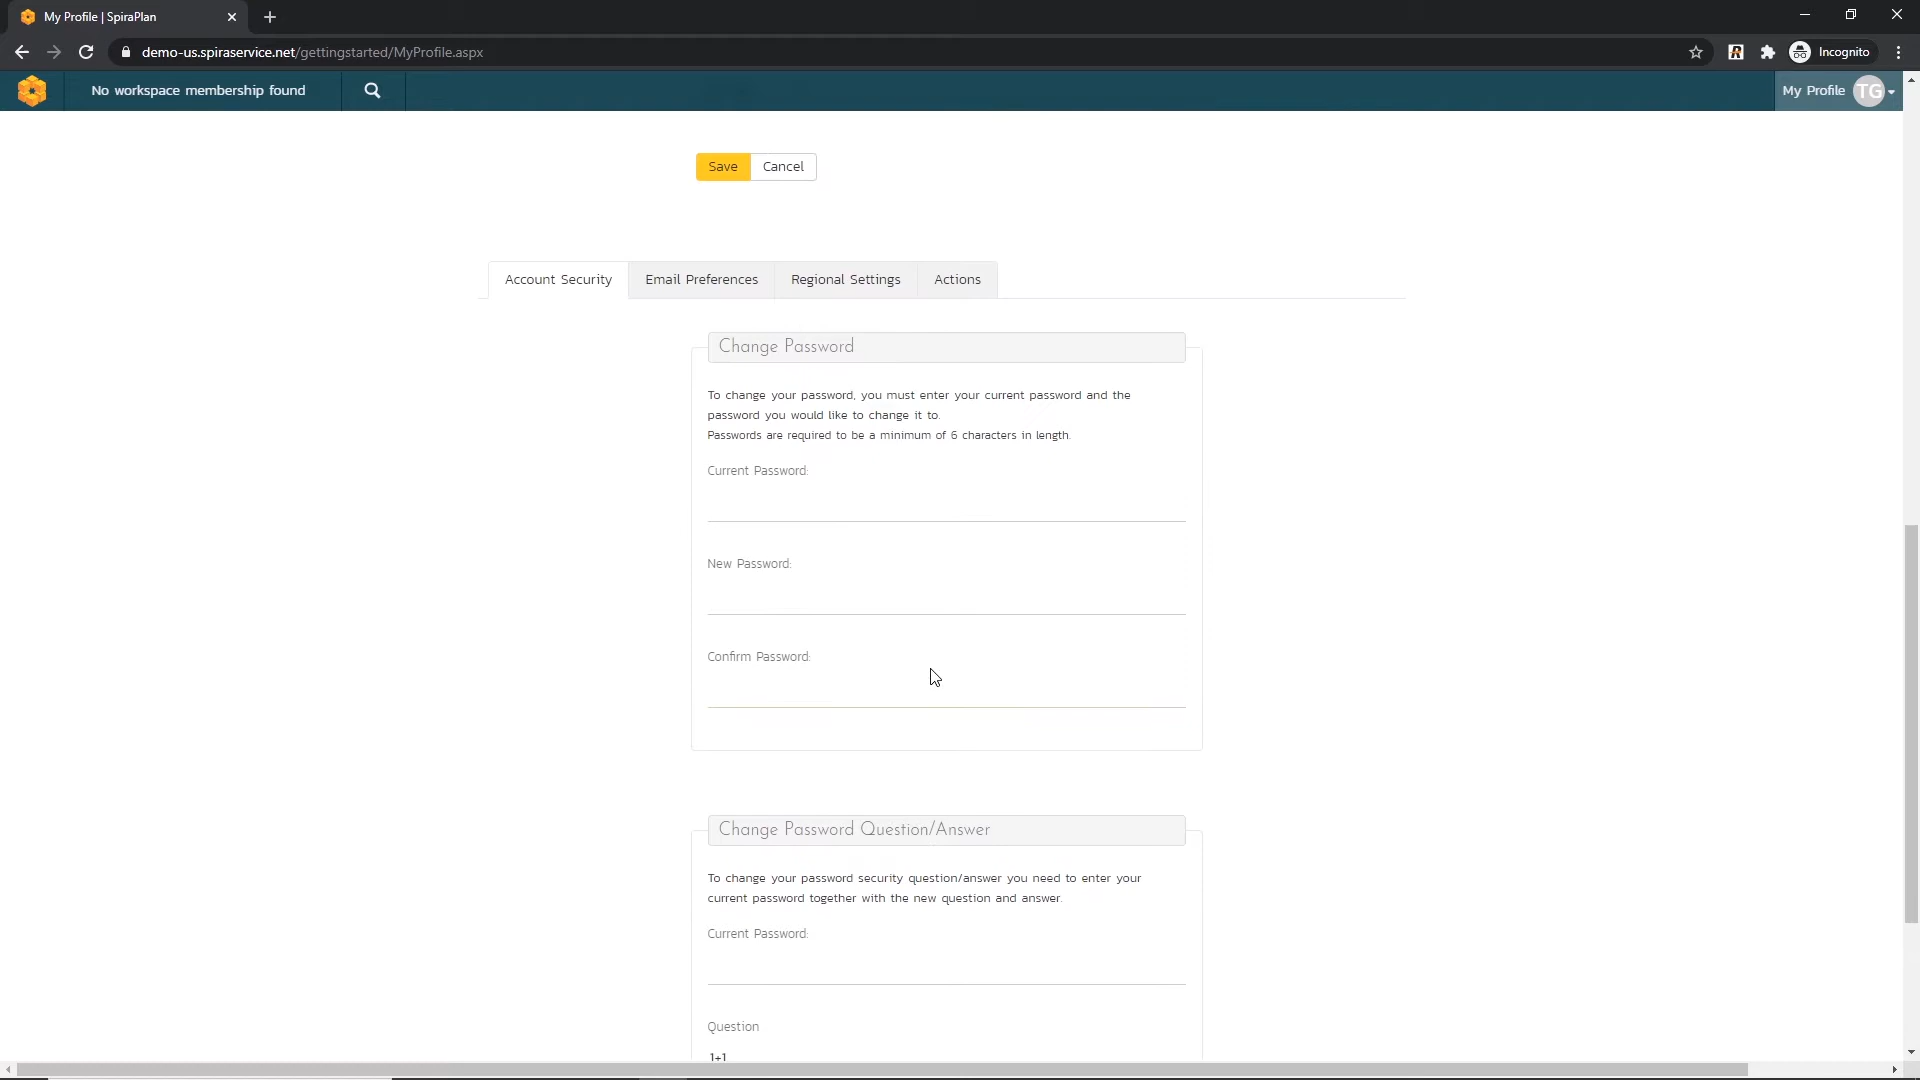 My Profile | SpiraPlan
demo-us.spiraservice.net/gettingstarted/MyProfile.aspx
Incognito
No workspace membership found
My Profile TG
Save Cancel
Account Security Email Preferences Regional Settings Actions
Change Password
To change your password, you must enter your current password and the
password you would like to change it to.
Passwords are required to be a minimum of 6 characters in length.
Current Password:
New Password:
Confirm Password:
Change Password Question/Answer
To change your password security question/answer you need to enter your
current password together with the new question and answer.
Current Password:
Question
1+1